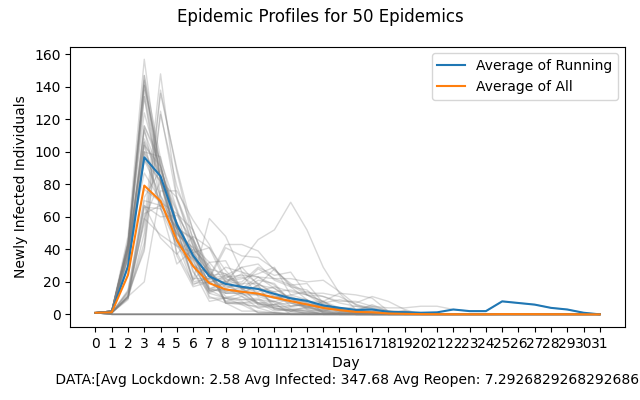 Epidemic Profiles for 50 Epidemics
160
140
120
100
80
60
40
20
0
Newly Infected Individuals
Average of Running
Average of All
0 1 2 3 4 5 6 7 8 9 10 11 12 13 14 15 16 17 18 19 20 21 22 23 24 25 26 27 28 29 30 31
Day
DATA:[Avg Lockdown: 2.58 Avg Infected: 347.68 Avg Reopen: 7.2926829268292686